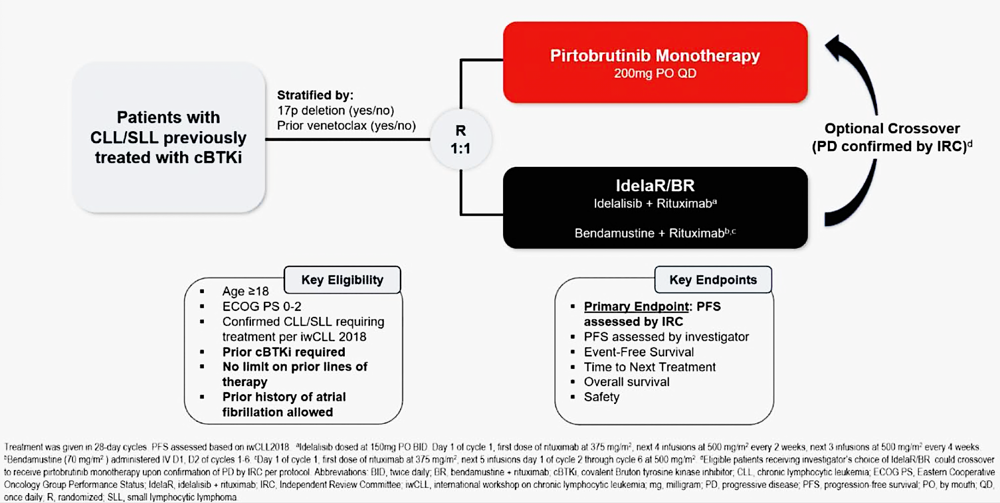 Pirtobrutinib Monotherapy
200mg PO QD
Patients with
CLL/SLL previously
treated with cBTKi
Stratified by:
17p deletion (yes/no)
Prior venetoclax (yes/no)
R
1:1
Optional Crossover
(PD confirmed by IRC)ᵈ
IdelaR/BR
Idelalisib + Rituximabᵃ
Bendamustine + Rituximabᵇ,ᶜ
Key Eligibility
▪ Age ≥18
▪ ECOG PS 0-2
▪ Confirmed CLL/SLL requiring
treatment per iwCLL 2018
▪ Prior cBTKi required
▪ No limit on prior lines of
therapy
▪ Prior history of atrial
fibrillation allowed
Key Endpoints
▪ Primary Endpoint: PFS
assessed by IRC
▪ PFS assessed by investigator
▪ Event-Free Survival
▪ Time to Next Treatment
▪ Overall survival
▪ Safety
Treatment was given in 28-day cycles. PFS assessed based on iwCLL2018. ᵃIdelalisib dosed at 150mg PO BID. Day 1 of cycle 1, first dose of rituximab at 375 mg/m², next 4 infusions at 500 mg/m² every 2 weeks, next 3 infusions at 500 mg/m² every 4 weeks.
ᵇBendamustine (70 mg/m² ) administered IV D1, D2 of cycles 1-6. ᶜDay 1 of cycle 1, first dose of rituximab at 375 mg/m², next 5 infusions day 1 of cycle 2 through cycle 6 at 500 mg/m². ᵈEligible patients receiving investigator's choice of IdelaR/BR could crossover
to receive pirtobrutinib monotherapy upon confirmation of PD by IRC per protocol. Abbreviations: BID, twice daily; BR, bendamustine + rituximab; cBTKi, covalent Bruton tyrosine kinase inhibitor; CLL, chronic lymphocytic leukemia; ECOG PS, Eastern Cooperative
Oncology Group Performance Status; IdelaR, idelalisib + rituximab; IRC, Independent Review Committee; iwCLL, international workshop on chronic lymphocytic leukemia; mg, milligram; PD, progressive disease; PFS, progression-free survival; PO, by mouth; QD,
once daily; R, randomized; SLL, small lymphocytic lymphoma.